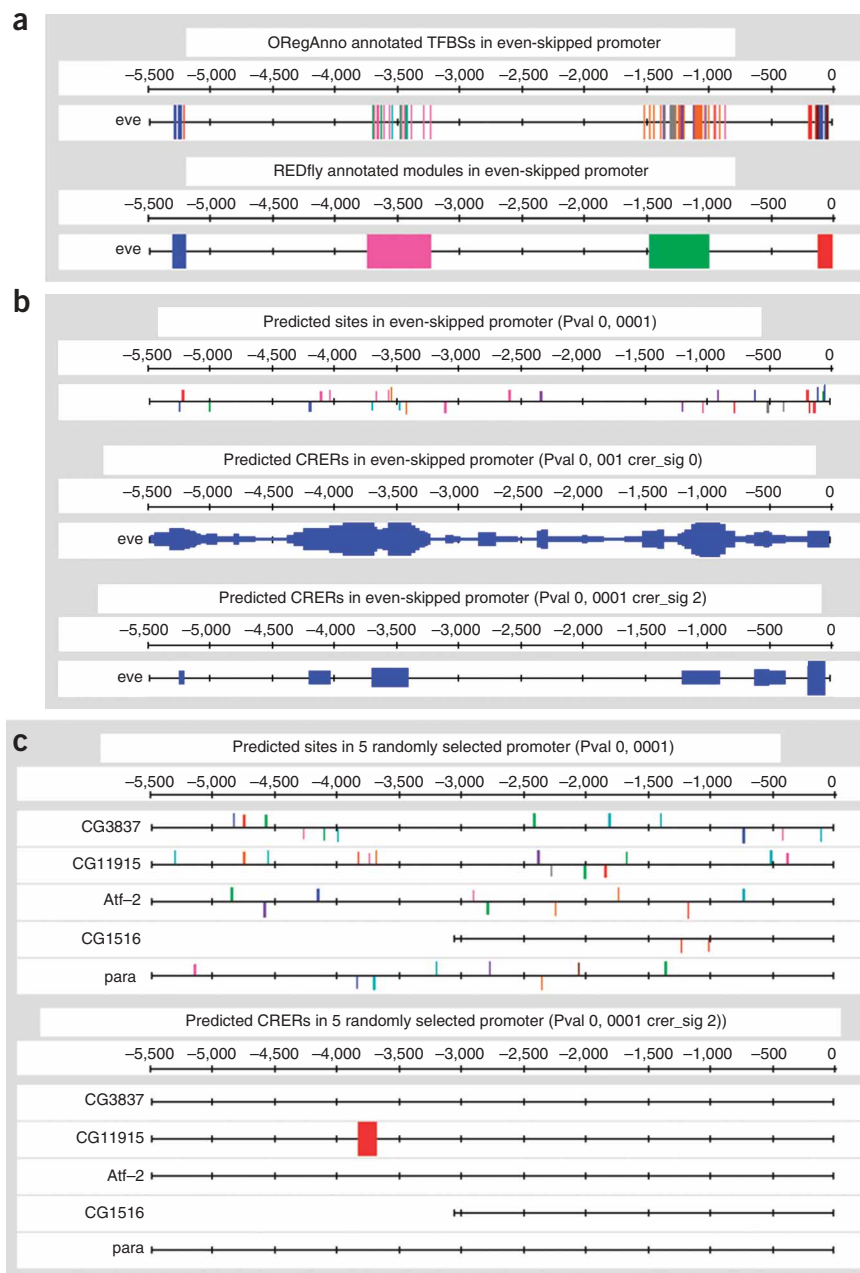 a
ORegAnno annotated TFBSs in even-skipped promoter
−5,500 −5,000 −4,500 −4,000 −3,500 −3,000 −2,500 −2,000 −1,500 −1,000 −500 0
eve
REDfly annotated modules in even-skipped promoter
−5,500 −5,000 −4,500 −4,000 −3,500 −3,000 −2,500 −2,000 −1,500 −1,000 −500 0
eve
b
Predicted sites in even-skipped promoter (Pval 0, 0001)
−5,500 −5,000 −4,500 −4,000 −3,500 −3,000 −2,500 −2,000 −1,500 −1,000 −500 0
Predicted CRERs in even-skipped promoter (Pval 0, 001 crer_sig 0)
−5,500 −5,000 −4,500 −4,000 −3,500 −3,000 −2,500 −2,000 −1,500 −1,000 −500 0
eve
Predicted CRERs in even-skipped promoter (Pval 0, 0001 crer_sig 2)
−5,500 −5,000 −4,500 −4,000 −3,500 −3,000 −2,500 −2,000 −1,500 −1,000 −500 0
eve
c
Predicted sites in 5 randomly selected promoter (Pval 0, 0001)
−5,500 −5,000 −4,500 −4,000 −3,500 −3,000 −2,500 −2,000 −1,500 −1,000 −500 0
CG3837
CG11915
Atf−2
CG1516
para
Predicted CRERs in 5 randomly selected promoter (Pval 0, 0001 crer_sig 2))
−5,500 −5,000 −4,500 −4,000 −3,500 −3,000 −2,500 −2,000 −1,500 −1,000 −500 0
CG3837
CG11915
Atf−2
CG1516
para